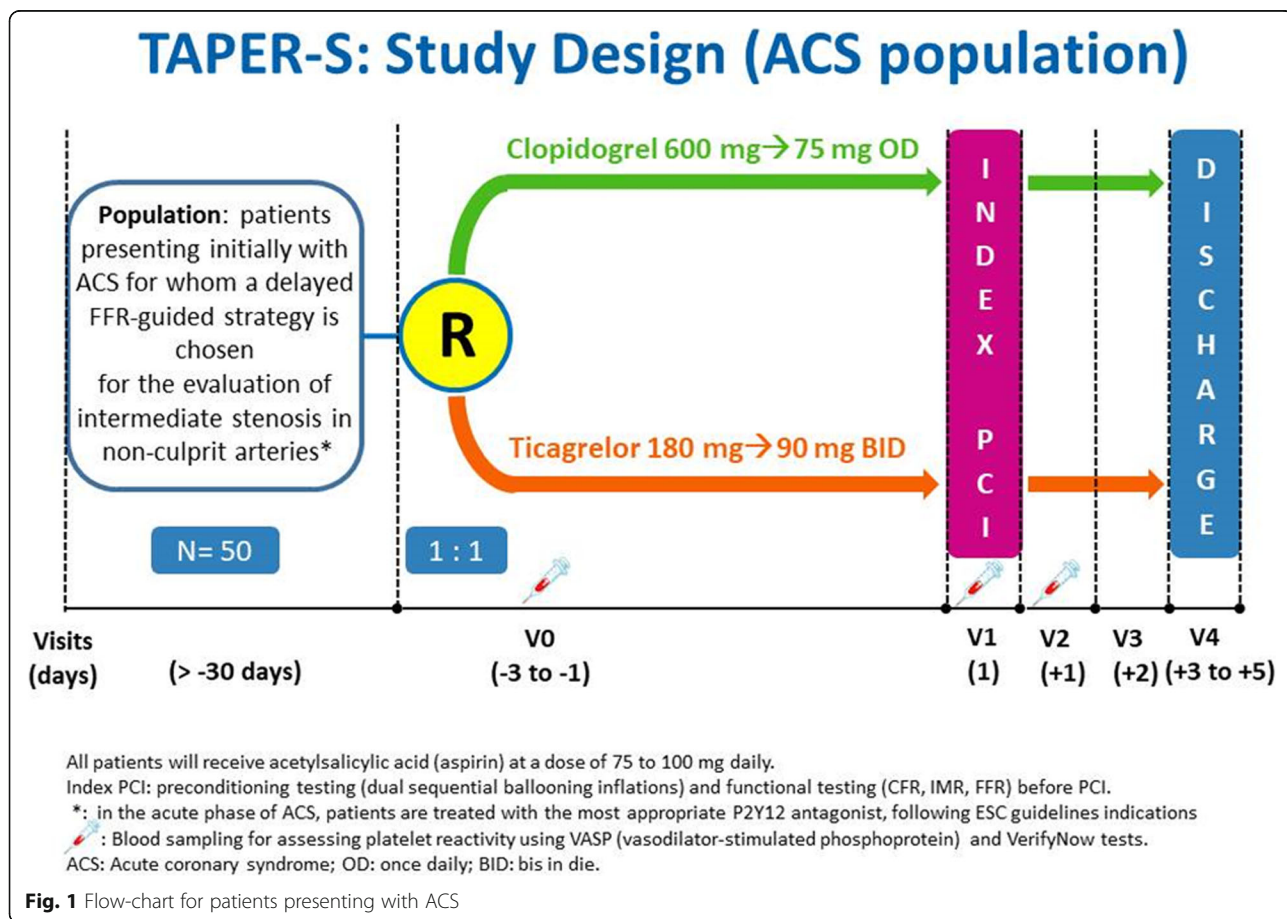 TAPER-S: Study Design (ACS population)
Clopidogrel 600 mg→75 mg OD
Population: patients
presenting initially with
ACS for whom a delayed
FFR-guided strategy is
chosen
for the evaluation of
intermediate stenosis in
non-culprit arteries*
R
Ticagrelor 180 mg→90 mg BID
INDEX PCI
DISCHARGE
N= 50
1 : 1
Visits
(days)
(> -30 days)
V0
(-3 to -1)
V1
(1)
V2
(+1)
V3
(+2)
V4
(+3 to +5)
All patients will receive acetylsalicylic acid (aspirin) at a dose of 75 to 100 mg daily.
Index PCI: preconditioning testing (dual sequential ballooning inflations) and functional testing (CFR, IMR, FFR) before PCI.
*: in the acute phase of ACS, patients are treated with the most appropriate P2Y12 antagonist, following ESC guidelines indications
: Blood sampling for assessing platelet reactivity using VASP (vasodilator-stimulated phosphoprotein) and VerifyNow tests.
ACS: Acute coronary syndrome; OD: once daily; BID: bis in die.
Fig. 1 Flow-chart for patients presenting with ACS